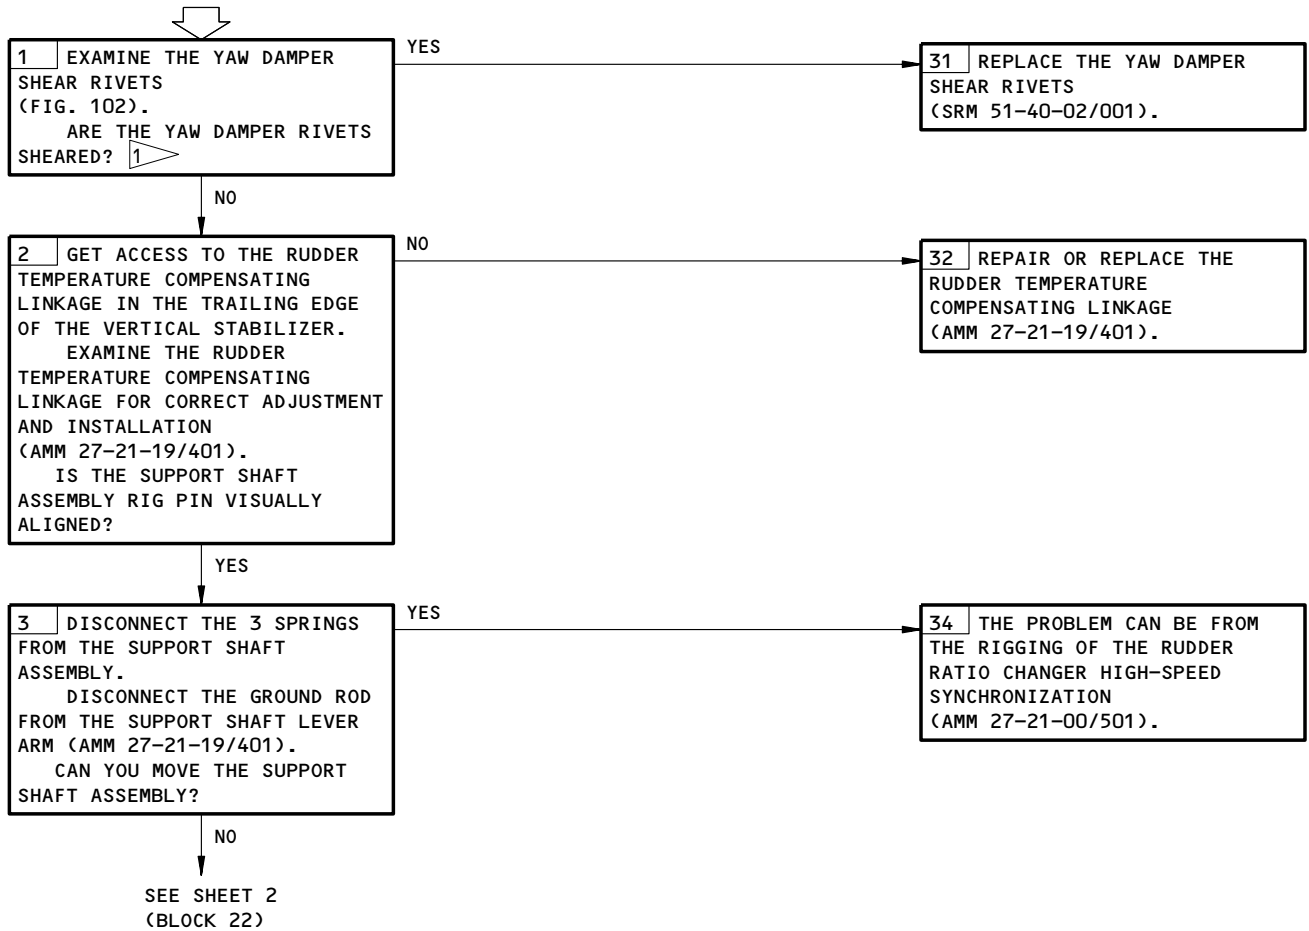 1 EXAMINE THE YAW DAMPER
SHEAR RIVETS
(FIG. 102).
ARE THE YAW DAMPER RIVETS
SHEARED? 1
YES
31 REPLACE THE YAW DAMPER
SHEAR RIVETS
(SRM 51-40-02/001).
NO
2 GET ACCESS TO THE RUDDER
TEMPERATURE COMPENSATING
LINKAGE IN THE TRAILING EDGE
OF THE VERTICAL STABILIZER.
EXAMINE THE RUDDER
TEMPERATURE COMPENSATING
LINKAGE FOR CORRECT ADJUSTMENT
AND INSTALLATION
(AMM 27-21-19/401).
IS THE SUPPORT SHAFT
ASSEMBLY RIG PIN VISUALLY
ALIGNED?
NO
32 REPAIR OR REPLACE THE
RUDDER TEMPERATURE
COMPENSATING LINKAGE
(AMM 27-21-19/401).
YES
3 DISCONNECT THE 3 SPRINGS
FROM THE SUPPORT SHAFT
ASSEMBLY.
DISCONNECT THE GROUND ROD
FROM THE SUPPORT SHAFT LEVER
ARM (AMM 27-21-19/401).
CAN YOU MOVE THE SUPPORT
SHAFT ASSEMBLY?
YES
34 THE PROBLEM CAN BE FROM
THE RIGGING OF THE RUDDER
RATIO CHANGER HIGH-SPEED
SYNCHRONIZATION
(AMM 27-21-00/501).
NO
SEE SHEET 2
(BLOCK 22)